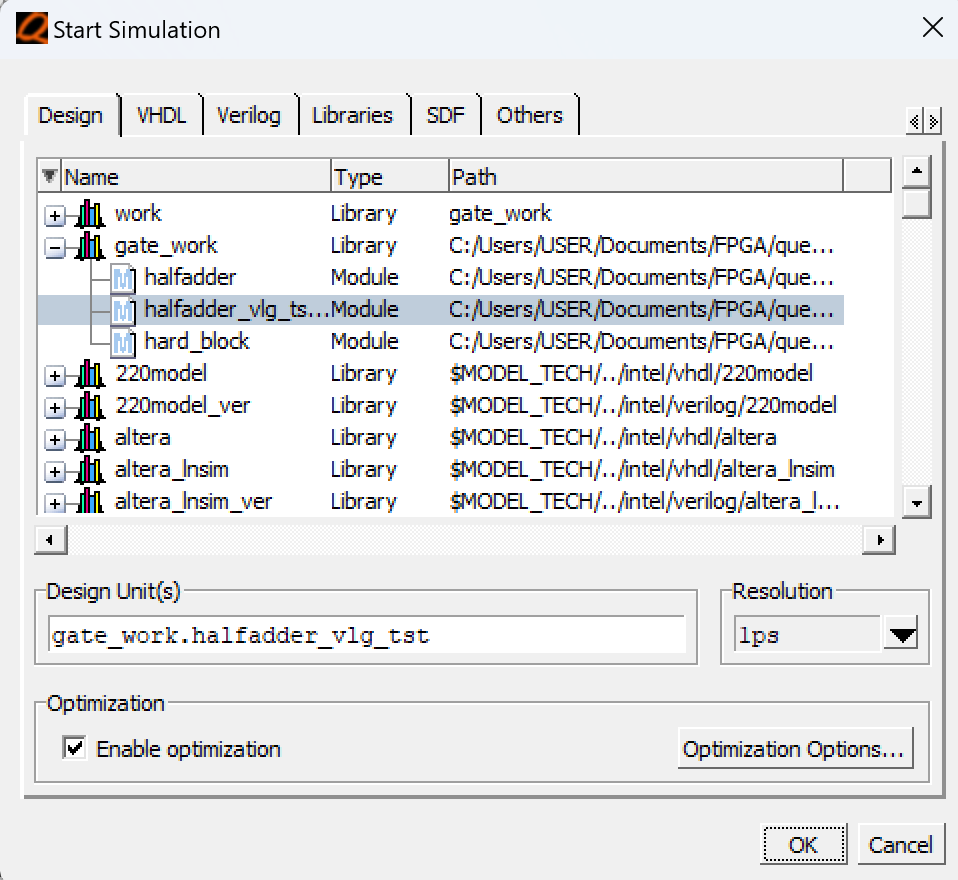 Start Simulation
Design VHDL Verilog Libraries SDF Others
Name Type Path
work Library gate_work
gate_work Library C:/Users/USER/Documents/FPGA/que...
halfadder Module C:/Users/USER/Documents/FPGA/que...
halfadder_vlg_ts... Module C:/Users/USER/Documents/FPGA/que...
hard_block Module C:/Users/USER/Documents/FPGA/que...
220model Library $MODEL_TECH/../intel/vhdl/220model
220model_ver Library $MODEL_TECH/../intel/verilog/220model
altera Library $MODEL_TECH/../intel/vhdl/altera
altera_lnsim Library $MODEL_TECH/../intel/vhdl/altera_lnsim
altera_lnsim_ver Library $MODEL_TECH/../intel/verilog/altera_l...
Design Unit(s) Resolution
gate_work.halfadder_vlg_tst 1ps
Optimization
Enable optimization Optimization Options...
OK Cancel